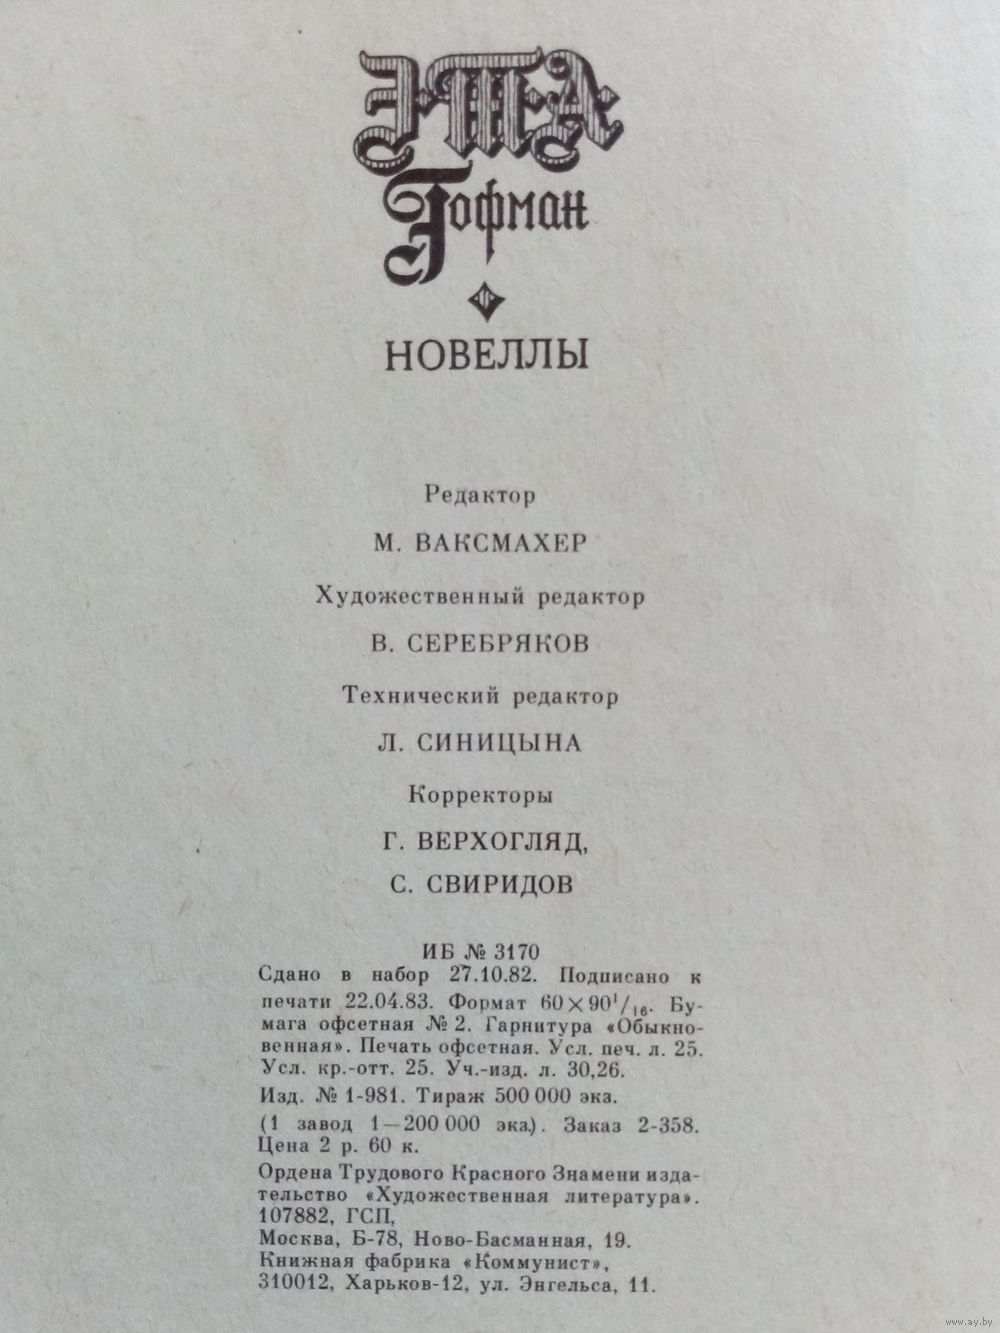 Э·Т·А
Гофман
НОВЕЛЛЫ
Редактор
М. ВАКСМАХЕР
Художественный редактор
В. СЕРЕБРЯКОВ
Технический редактор
Л. СИНИЦЫНА
Корректоры
Г. ВЕРХОГЛЯД,
С. СВИРИДОВ
ИБ № 3170
Сдано в набор 27.10.82. Подписано к
печати 22.04.83. Формат 60×90¹/₁₆. Бу-
мага офсетная № 2. Гарнитура «Обыкно-
венная». Печать офсетная. Усл. печ. л. 25.
Усл. кр.-отт. 25. Уч.-изд. л. 30,26.
Изд. № 1-981. Тираж 500 000 экз.
(1 завод 1—200 000 экз.). Заказ 2-358.
Цена 2 р. 60 к.
Ордена Трудового Красного Знамени изда-
тельство «Художественная литература».
107882, ГСП,
Москва, Б-78, Ново-Басманная, 19.
Книжная фабрика «Коммунист»,
310012, Харьков-12, ул. Энгельса, 11.
www.ay.by